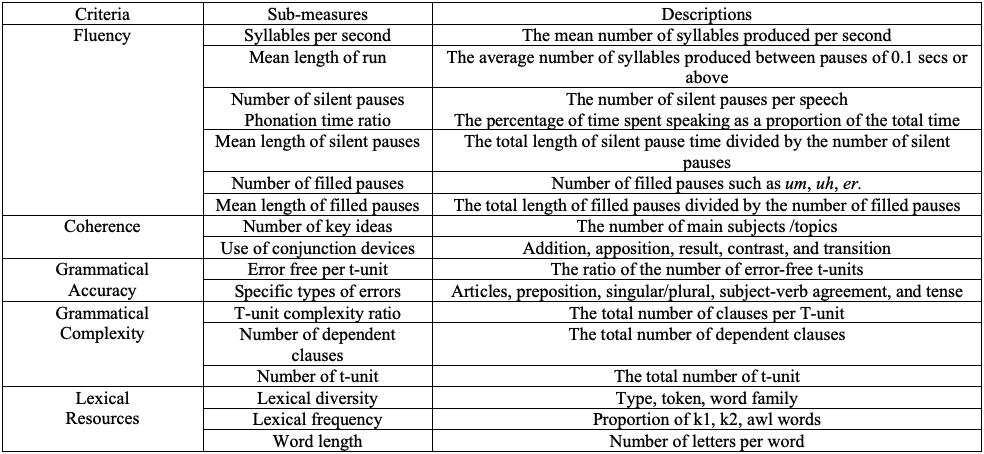 Criteria Sub-measures Descriptions
Fluency Syllables per second The mean number of syllables produced per second
Mean length of run The average number of syllables produced between pauses of 0.1 secs or
above
Number of silent pauses The number of silent pauses per speech
Phonation time ratio The percentage of time spent speaking as a proportion of the total time
Mean length of silent pauses The total length of silent pause time divided by the number of silent
pauses
Number of filled pauses Number of filled pauses such as um, uh, er.
Mean length of filled pauses The total length of filled pauses divided by the number of filled pauses
Coherence Number of key ideas The number of main subjects /topics
Use of conjunction devices Addition, apposition, result, contrast, and transition
Grammatical Error free per t-unit The ratio of the number of error-free t-units
Accuracy Specific types of errors Articles, preposition, singular/plural, subject-verb agreement, and tense
Grammatical T-unit complexity ratio The total number of clauses per T-unit
Complexity Number of dependent The total number of dependent clauses
clauses
Number of t-unit The total number of t-unit
Lexical Lexical diversity Type, token, word family
Resources Lexical frequency Proportion of k1, k2, awl words
Word length Number of letters per word